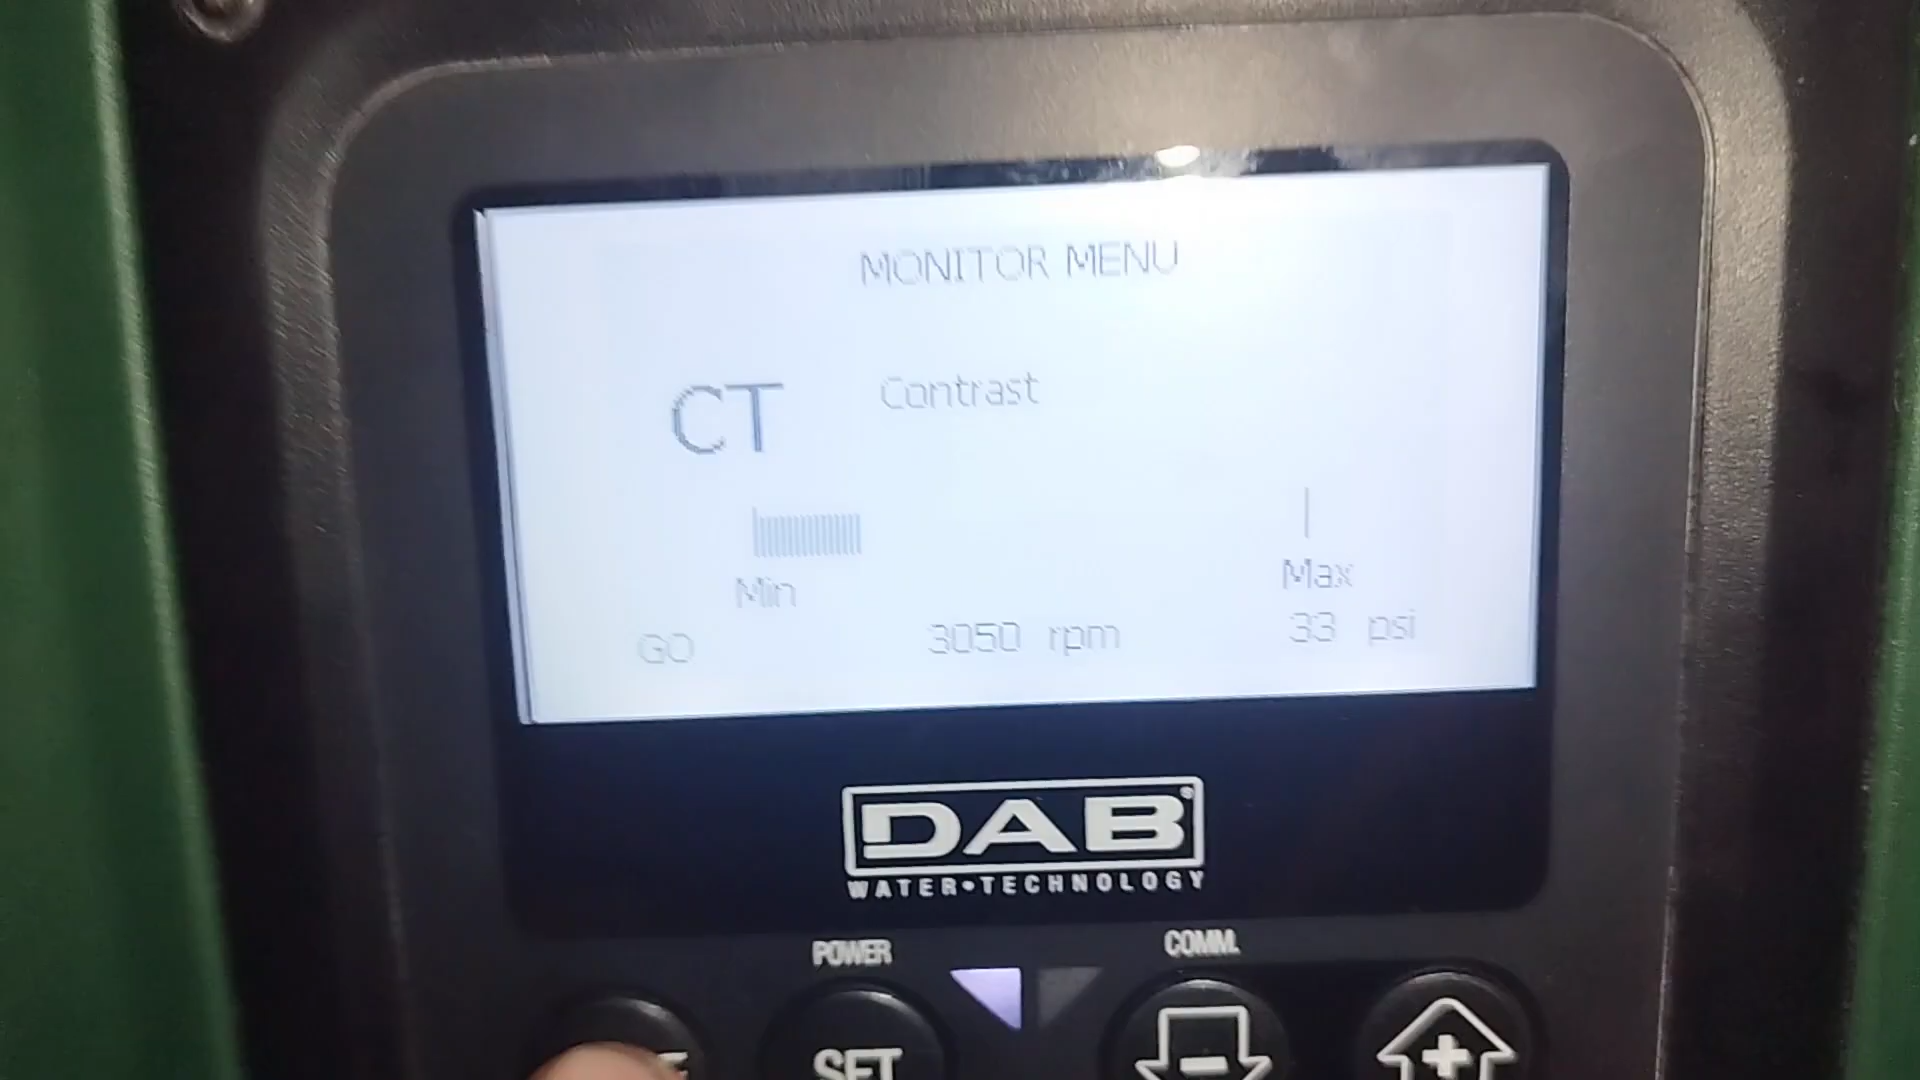 MONITOR MENU
CT Contrast
Min Max
GO 3050 rpm 33 psi
DAB
WATER•TECHNOLOGY
POWER COMM.
SET - +